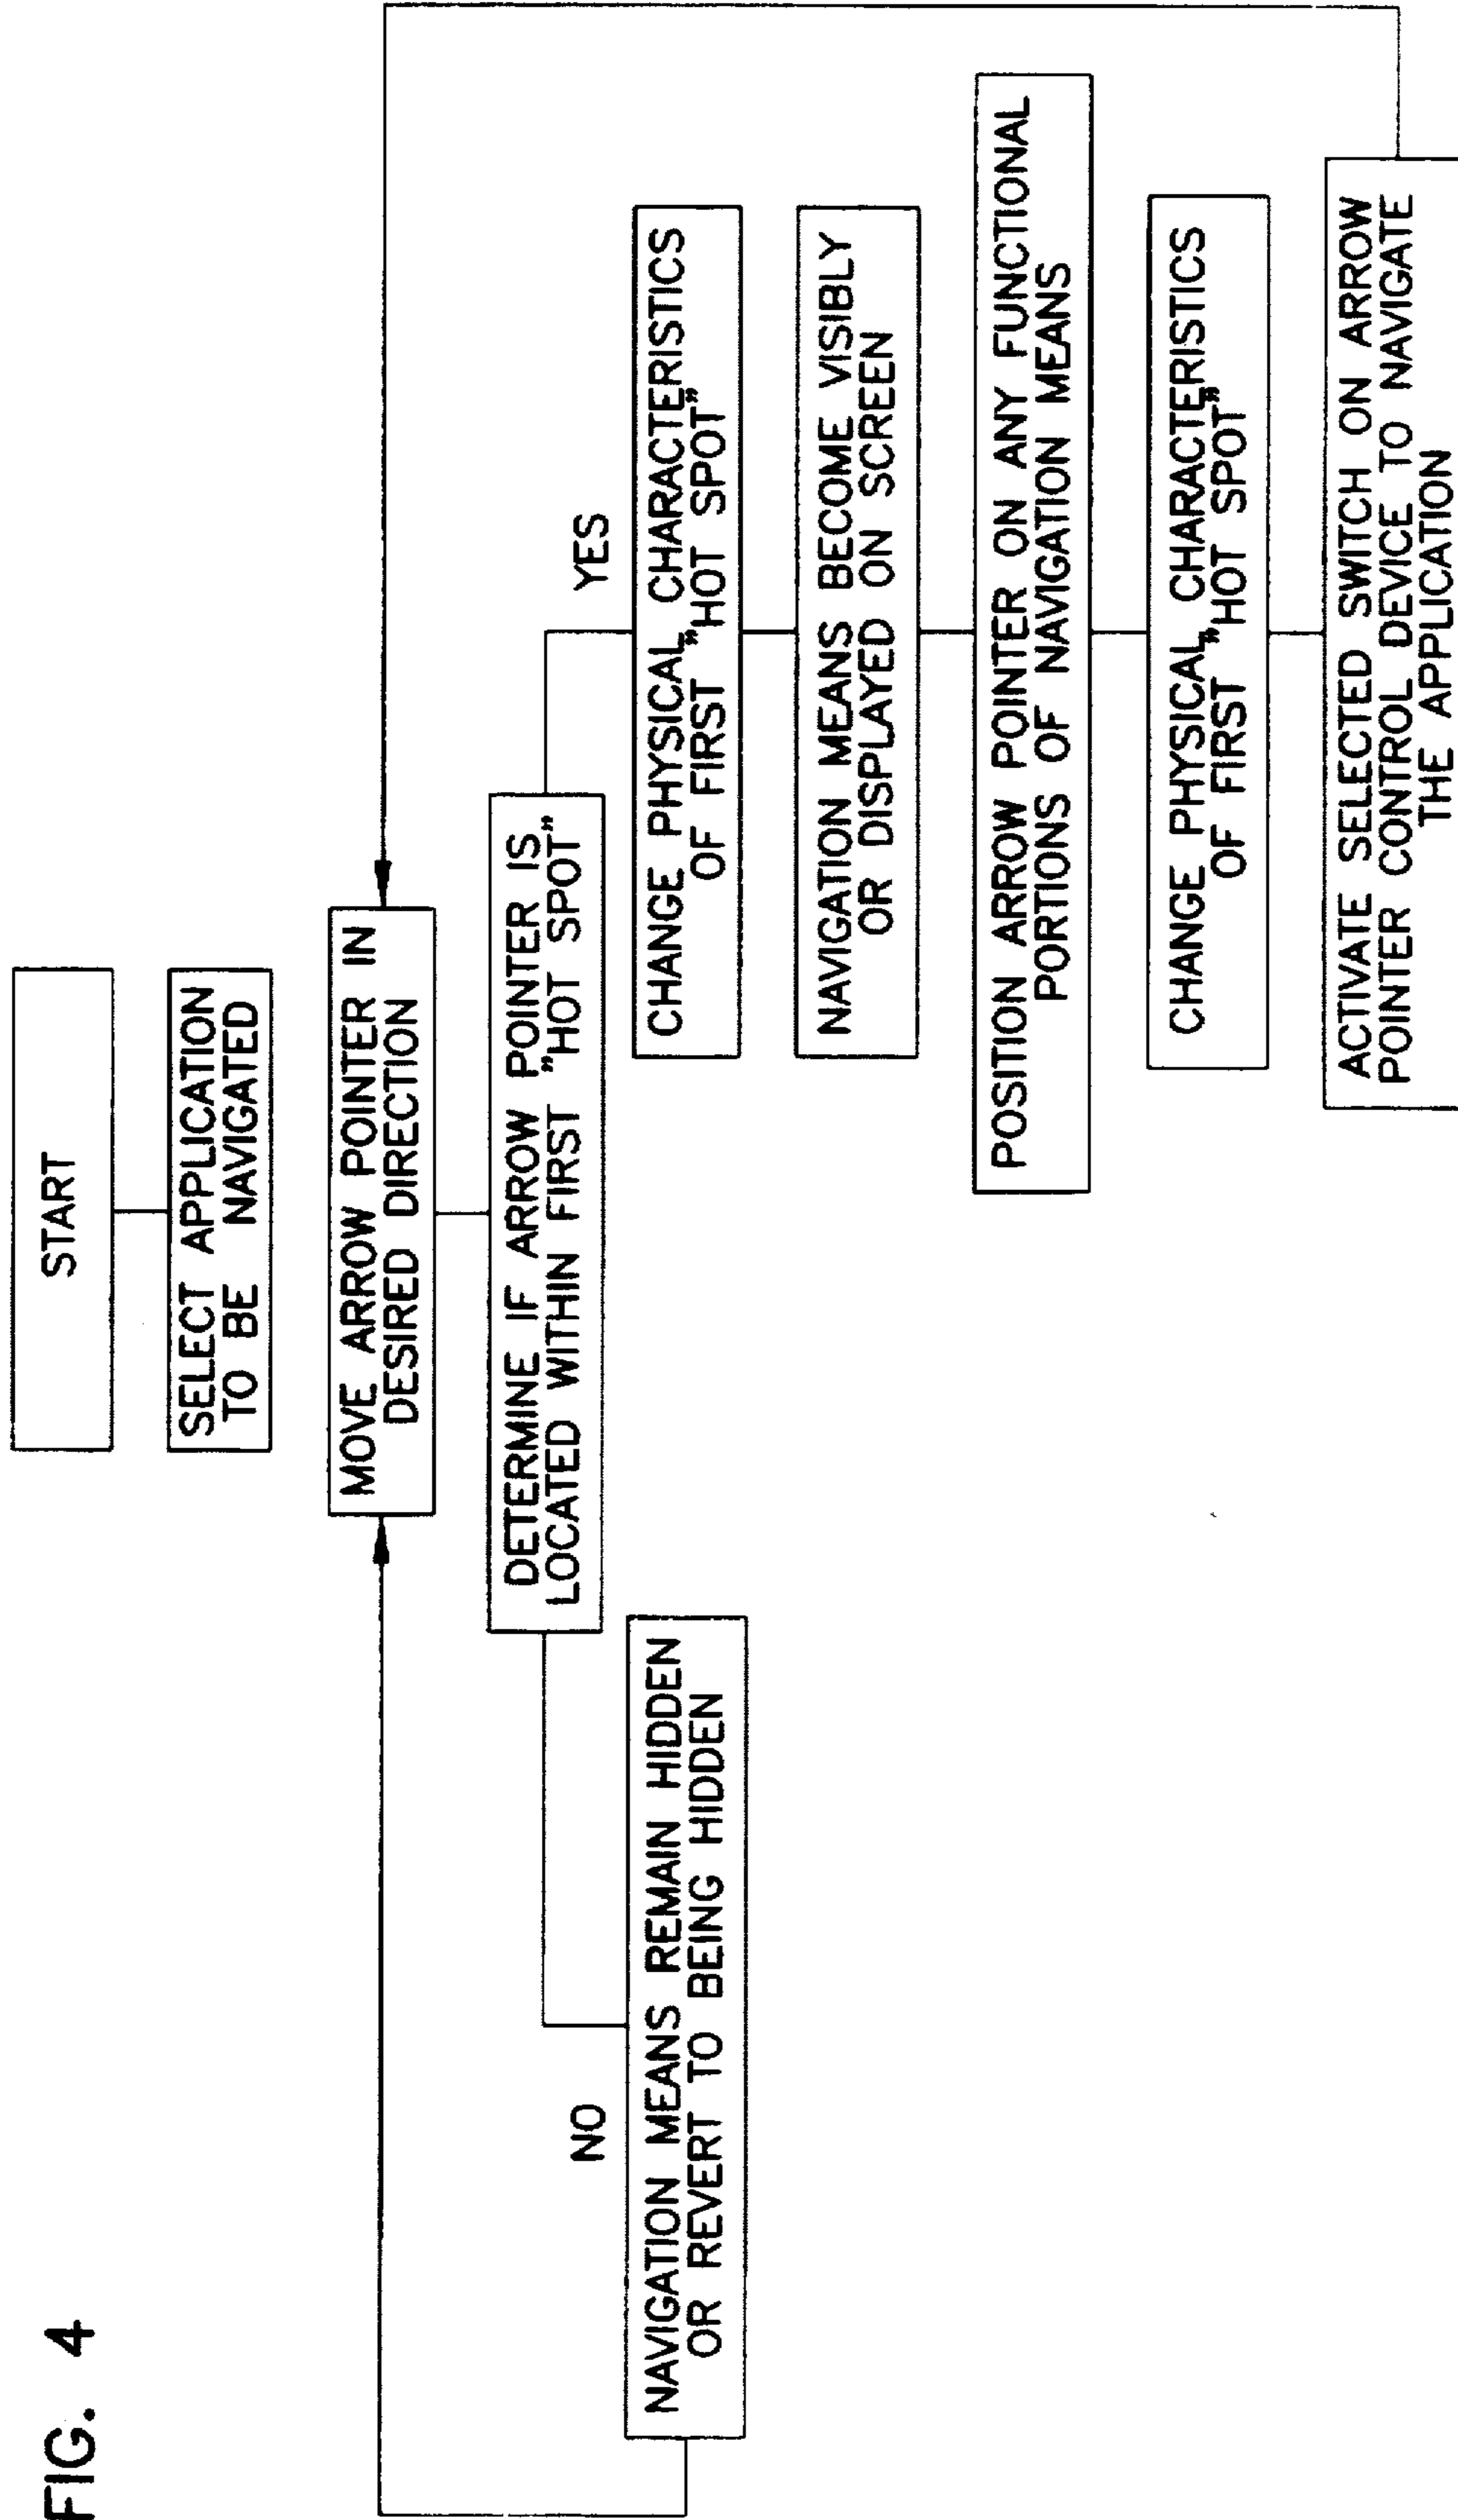 FIG. 4
START
SELECT APPLICATION
TO BE NAVIGATED
MOVE ARROW POINTER IN
DESIRED DIRECTION
DETERMINE IF ARROW POINTER IS
LOCATED WITHIN FIRST "HOT SPOT"
NO
YES
NAVIGATION MEANS REMAIN HIDDEN
OR REVERT TO BEING HIDDEN
CHANGE PHYSICAL CHARACTERISTICS
OF FIRST "HOT SPOT"
NAVIGATION MEANS BECOME VISIBLY
OR DISPLAYED ON SCREEN
POSITION ARROW POINTER ON ANY FUNCTIONAL
PORTIONS OF NAVIGATION MEANS
CHANGE PHYSICAL CHARACTERISTICS
OF FIRST "HOT SPOT"
ACTIVATE SELECTED SWITCH ON ARROW
POINTER CONTROL DEVICE TO NAVIGATE
THE APPLICATION